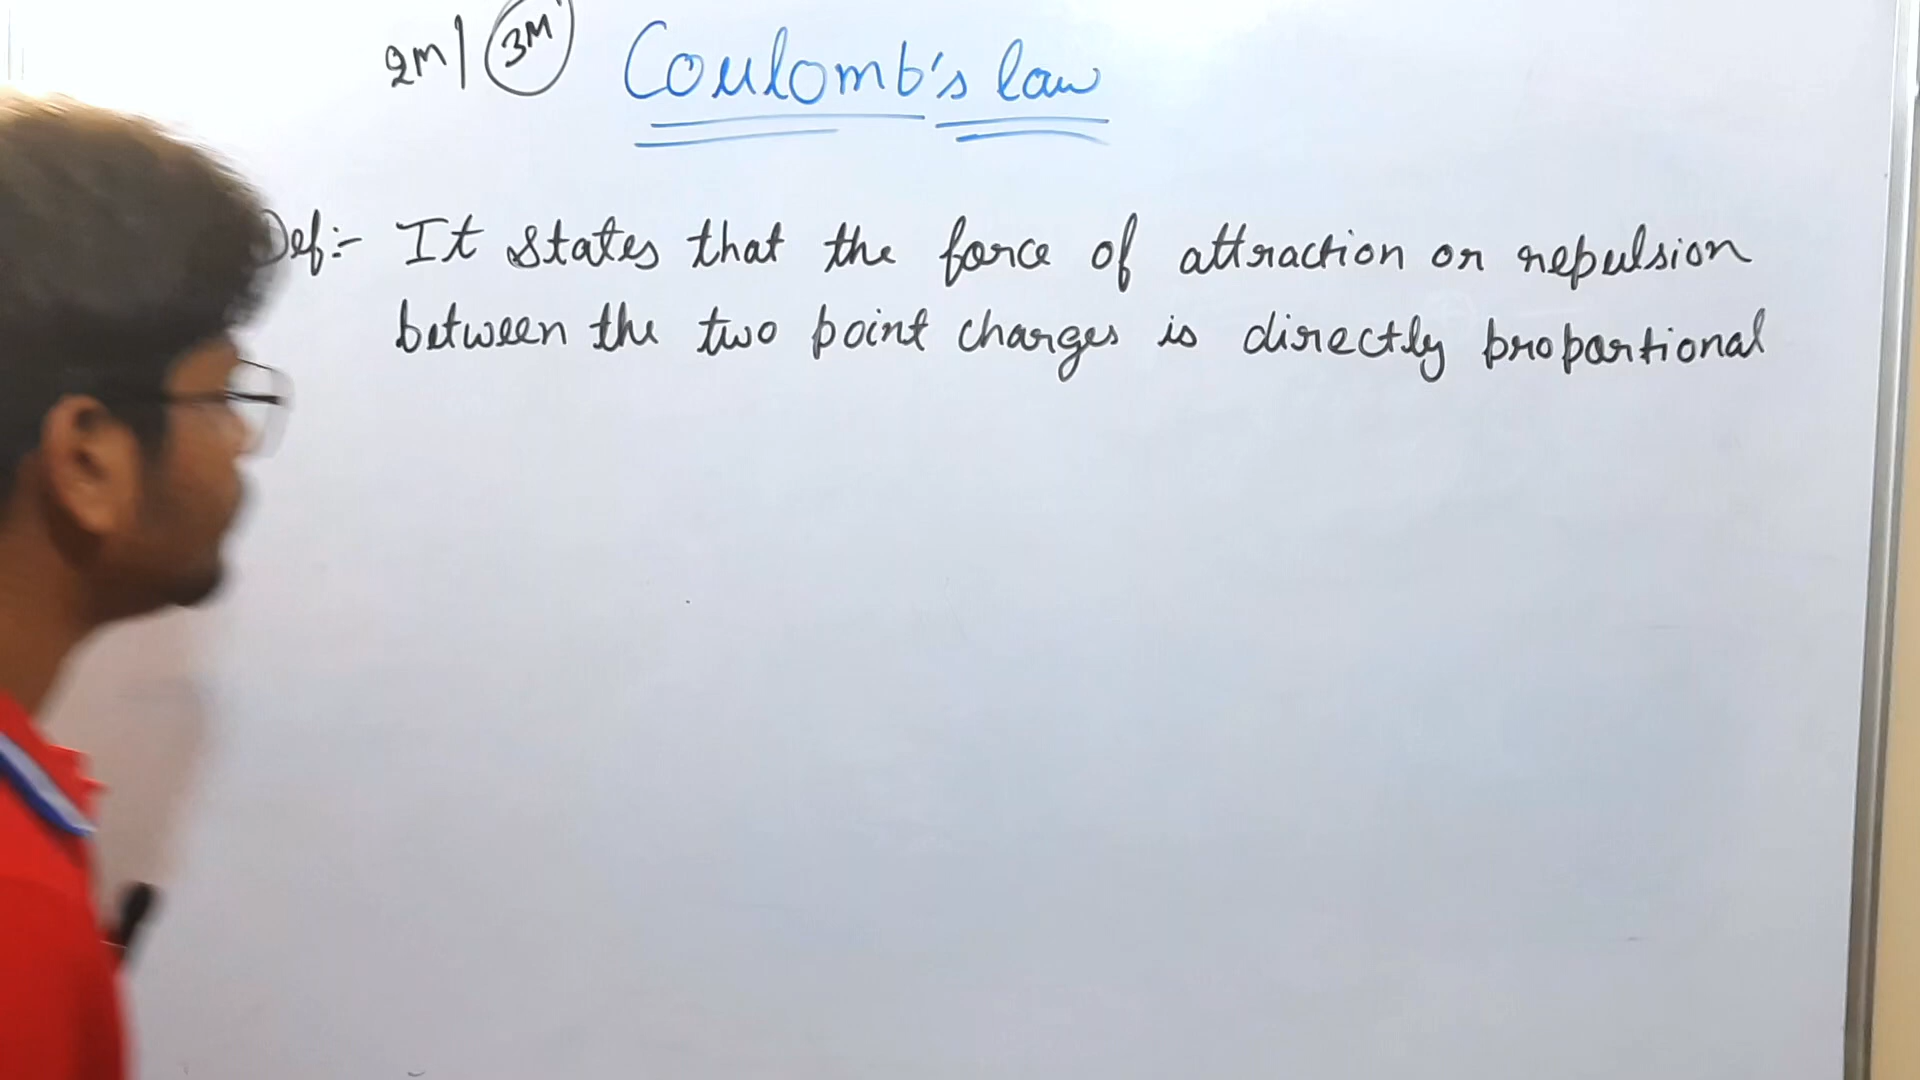 2M| 3M Coulomb's law
Def:- It states that the force of attraction or repulsion
between the two point charges is directly proportional